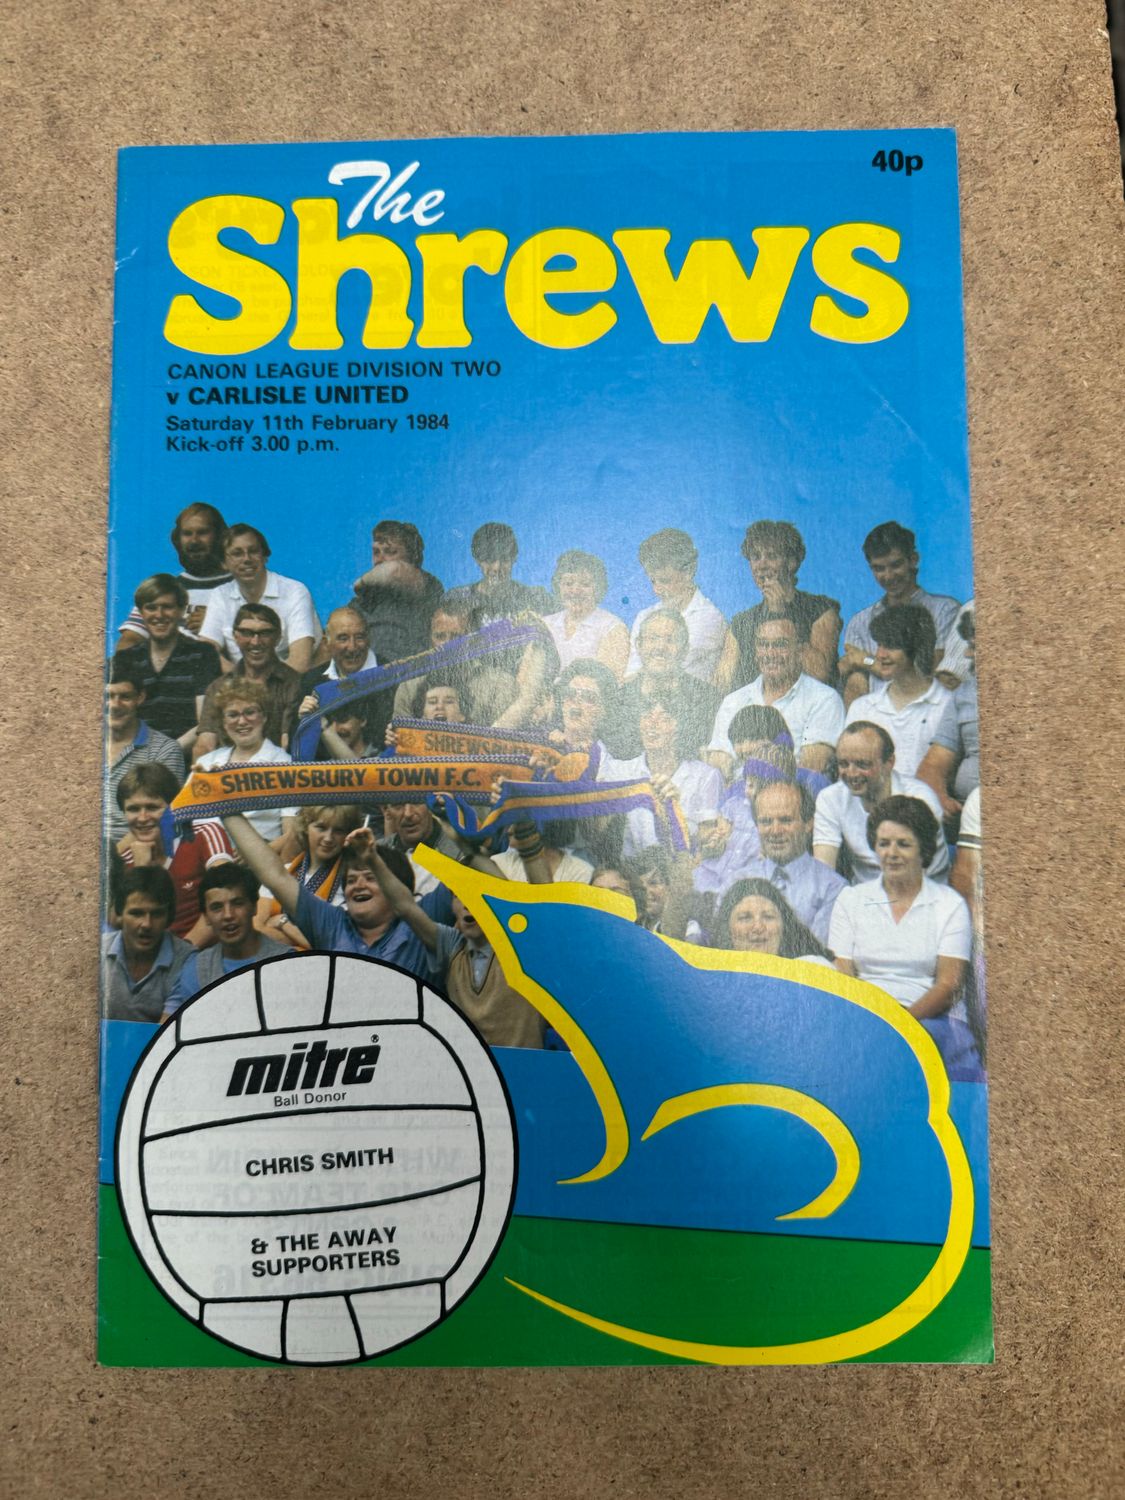 40p
The
Shrews
CANON LEAGUE DIVISION TWO
v CARLISLE UNITED
Saturday 11th February 1984
Kick-off 3.00 p.m.
SHREWSBURY
SHREWSBURY TOWN F.C.
mitre®
Ball Donor
CHRIS SMITH
& THE AWAY
SUPPORTERS